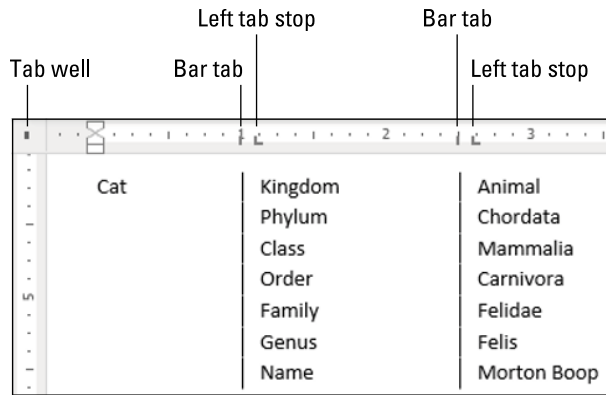 Left tab stop Bar tab
Tab well Bar tab Left tab stop
1 2 3
Cat Kingdom Animal
Phylum Chordata
Class Mammalia
Order Carnivora
5
Family Felidae
Genus Felis
Name Morton Boop